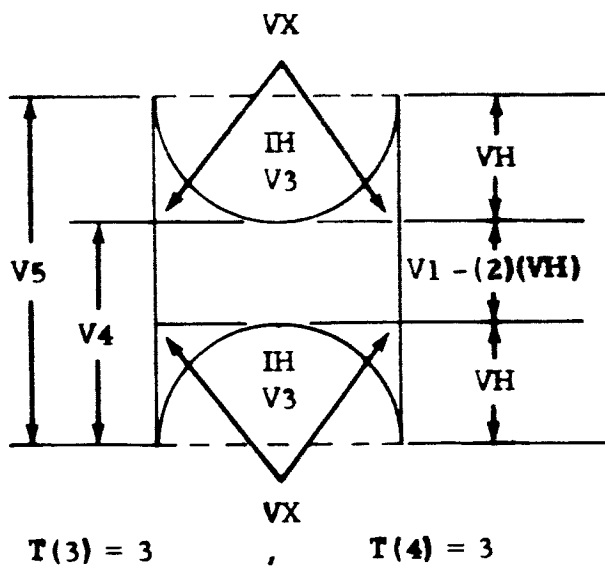 VX
IH
V3
VH
V5
V4
V1 - (2)(VH)
IH
V3
VH
VX
T(3) = 3 , T(4) = 3